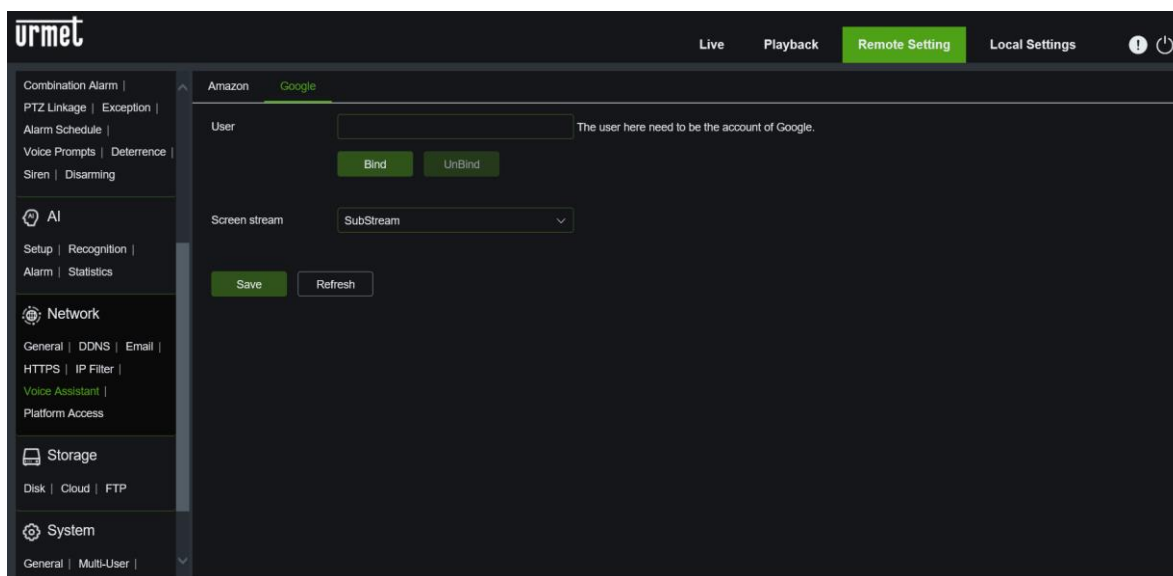 urmet
Live Playback Remote Setting Local Settings
Combination Alarm |
PTZ Linkage | Exception |
Alarm Schedule |
Voice Prompts | Deterrence |
Siren | Disarming
AI
Setup | Recognition |
Alarm | Statistics
Network
General | DDNS | Email |
HTTPS | IP Filter |
Voice Assistant |
Platform Access
Storage
Disk | Cloud | FTP
System
General | Multi-User |
Amazon Google
User The user here need to be the account of Google.
Bind UnBind
Screen stream SubStream
Save Refresh